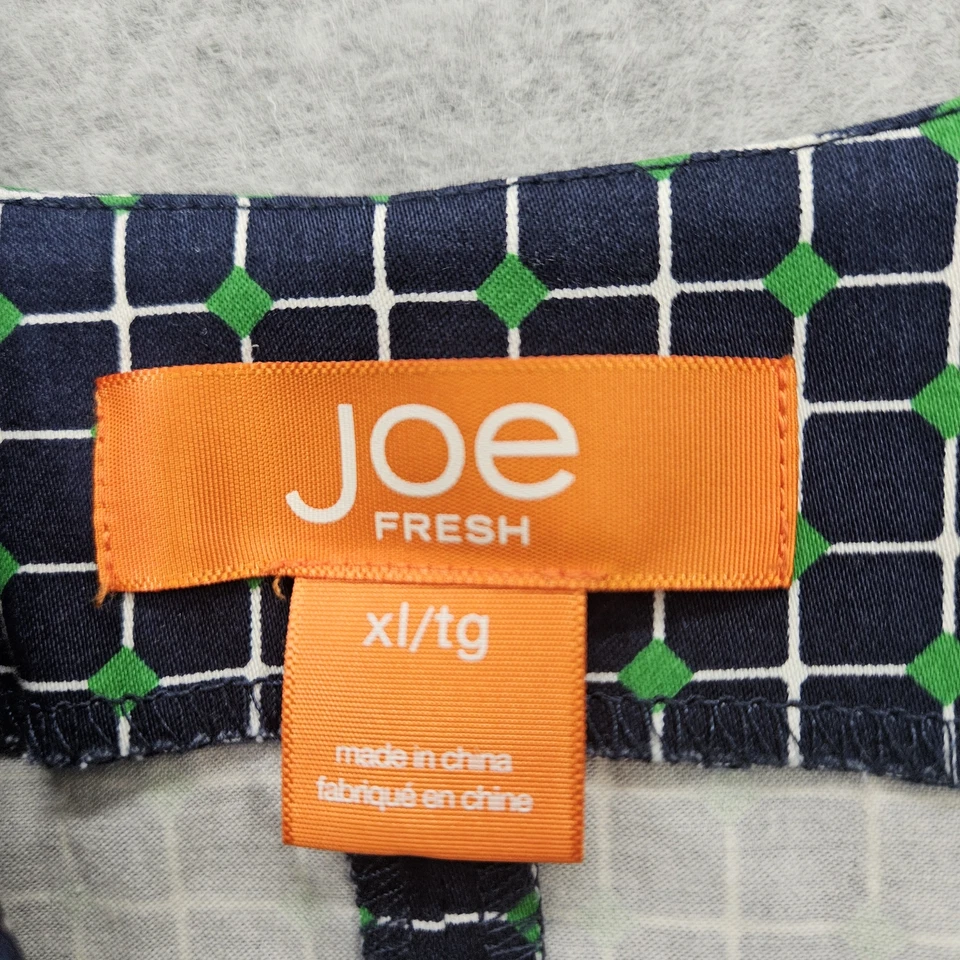 Joe
FRESH
xl/tg
made in china
fabriqué en chine